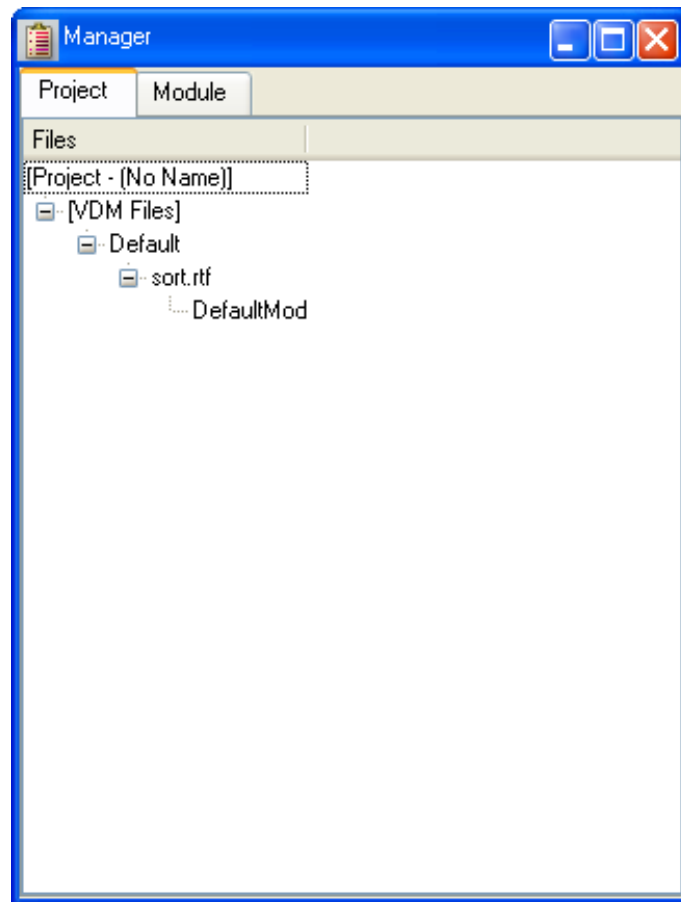 Manager
Project Module
Files
[Project - (No Name)]
[VDM Files]
Default
sort.rtf
DefaultMod